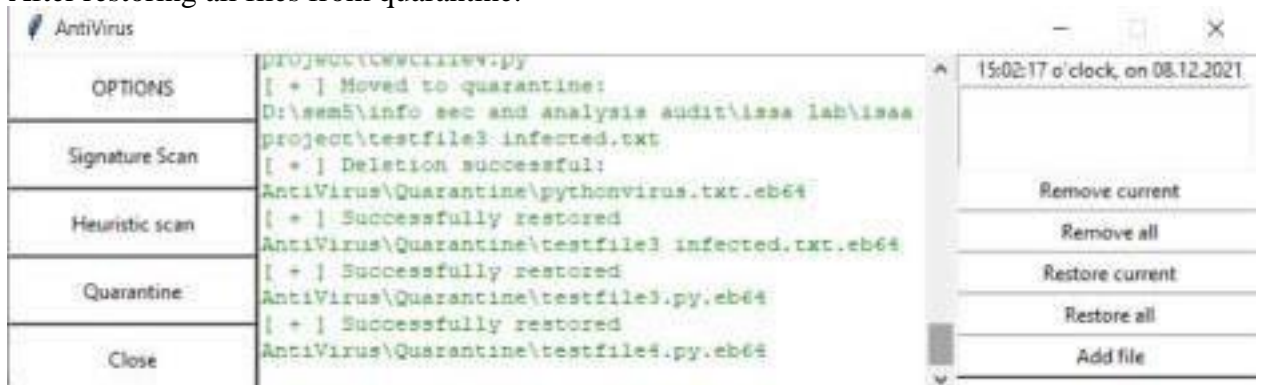 After restoring all files from quarantine:
AntiVirus
OPTIONS
Signature Scan
Heuristic scan
Quarantine
Close
[ + ] Moved to quarantine:
D:\sem5\info sec and analysis audit\issa lab\isaa
project\testfile3 infected.txt
[ + ] Deletion successful:
AntiVirus\Quarantine\pythonvirus.txt.eb64
[ + ] Successfully restored
AntiVirus\Quarantine\testfile3 infected.txt.eb64
[ + ] Successfully restored
AntiVirus\Quarantine\testfile3.py.eb64
[ + ] Successfully restored
AntiVirus\Quarantine\testfile4.py.eb64
15:02:17 o'clock, on 08.12.2021
Remove current
Remove all
Restore current
Restore all
Add file